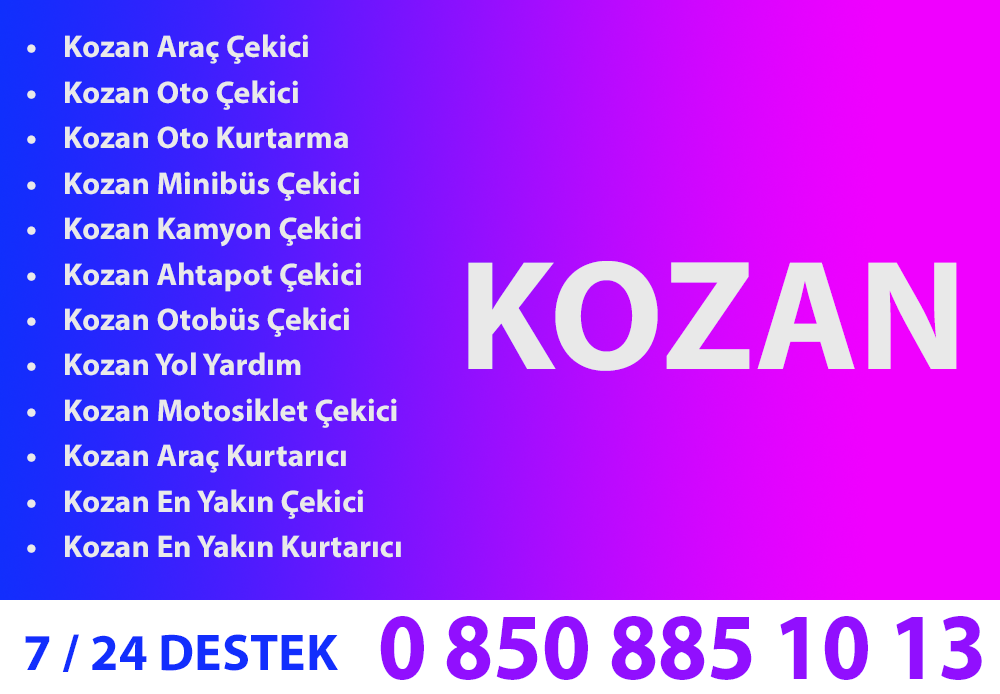 • Kozan Araç Çekici
• Kozan Oto Çekici
• Kozan Oto Kurtarma
• Kozan Minibüs Çekici
• Kozan Kamyon Çekici
• Kozan Ahtapot Çekici
• Kozan Otobüs Çekici
• Kozan Yol Yardım
• Kozan Motosiklet Çekici
• Kozan Araç Kurtarıcı
• Kozan En Yakın Çekici
• Kozan En Yakın Kurtarıcı
KOZAN
7 / 24 DESTEK 0 850 885 10 13